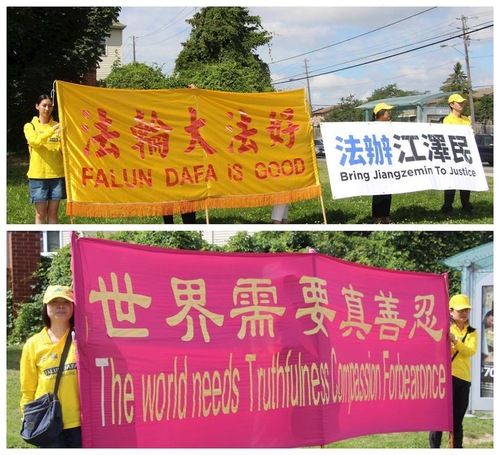 法輪大法好
FALUN DAFA IS GOOD
法辦江澤民
Bring Jiangzemin To Justice
世界需要真善忍
The world needs Truthfulness Compassion Forbearance